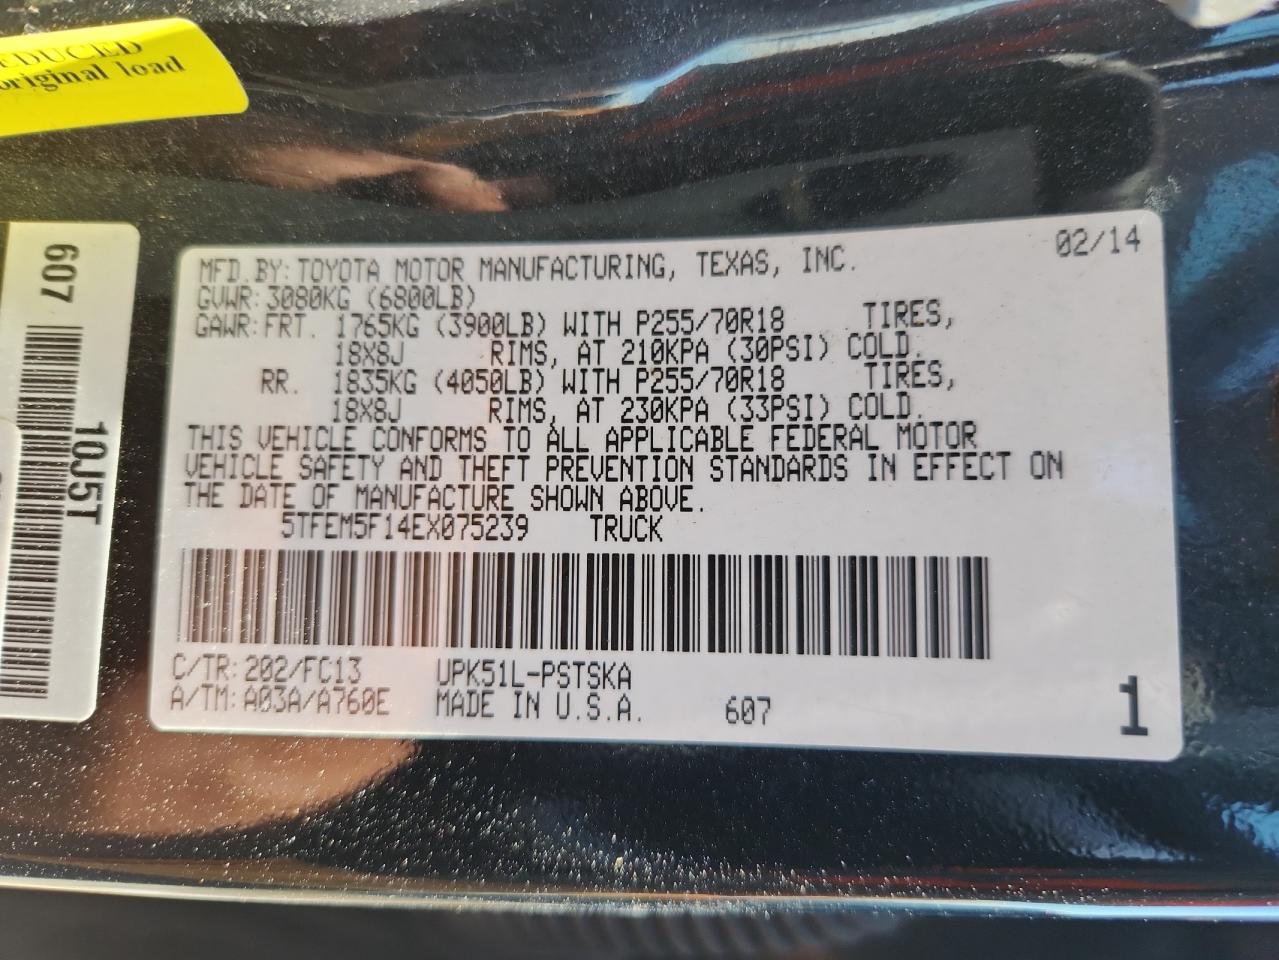 EDUCED
original load
607
10J5T
MFD. BY: TOYOTA MOTOR MANUFACTURING, TEXAS, INC. 02/14
GVWR: 3080KG (6800LB)
GAWR: FRT. 1765KG (3900LB) WITH P255/70R18 TIRES,
18X8J RIMS, AT 210KPA (30PSI) COLD.
RR. 1835KG (4050LB) WITH P255/70R18 TIRES,
18X8J RIMS, AT 230KPA (33PSI) COLD.
THIS VEHICLE CONFORMS TO ALL APPLICABLE FEDERAL MOTOR
VEHICLE SAFETY AND THEFT PREVENTION STANDARDS IN EFFECT ON
THE DATE OF MANUFACTURE SHOWN ABOVE.
5TFEM5F14EX075239 TRUCK
C/TR: 202/FC13 UPK51L-PSTSKA
A/TM: A03A/A760E MADE IN U.S.A. 607 1